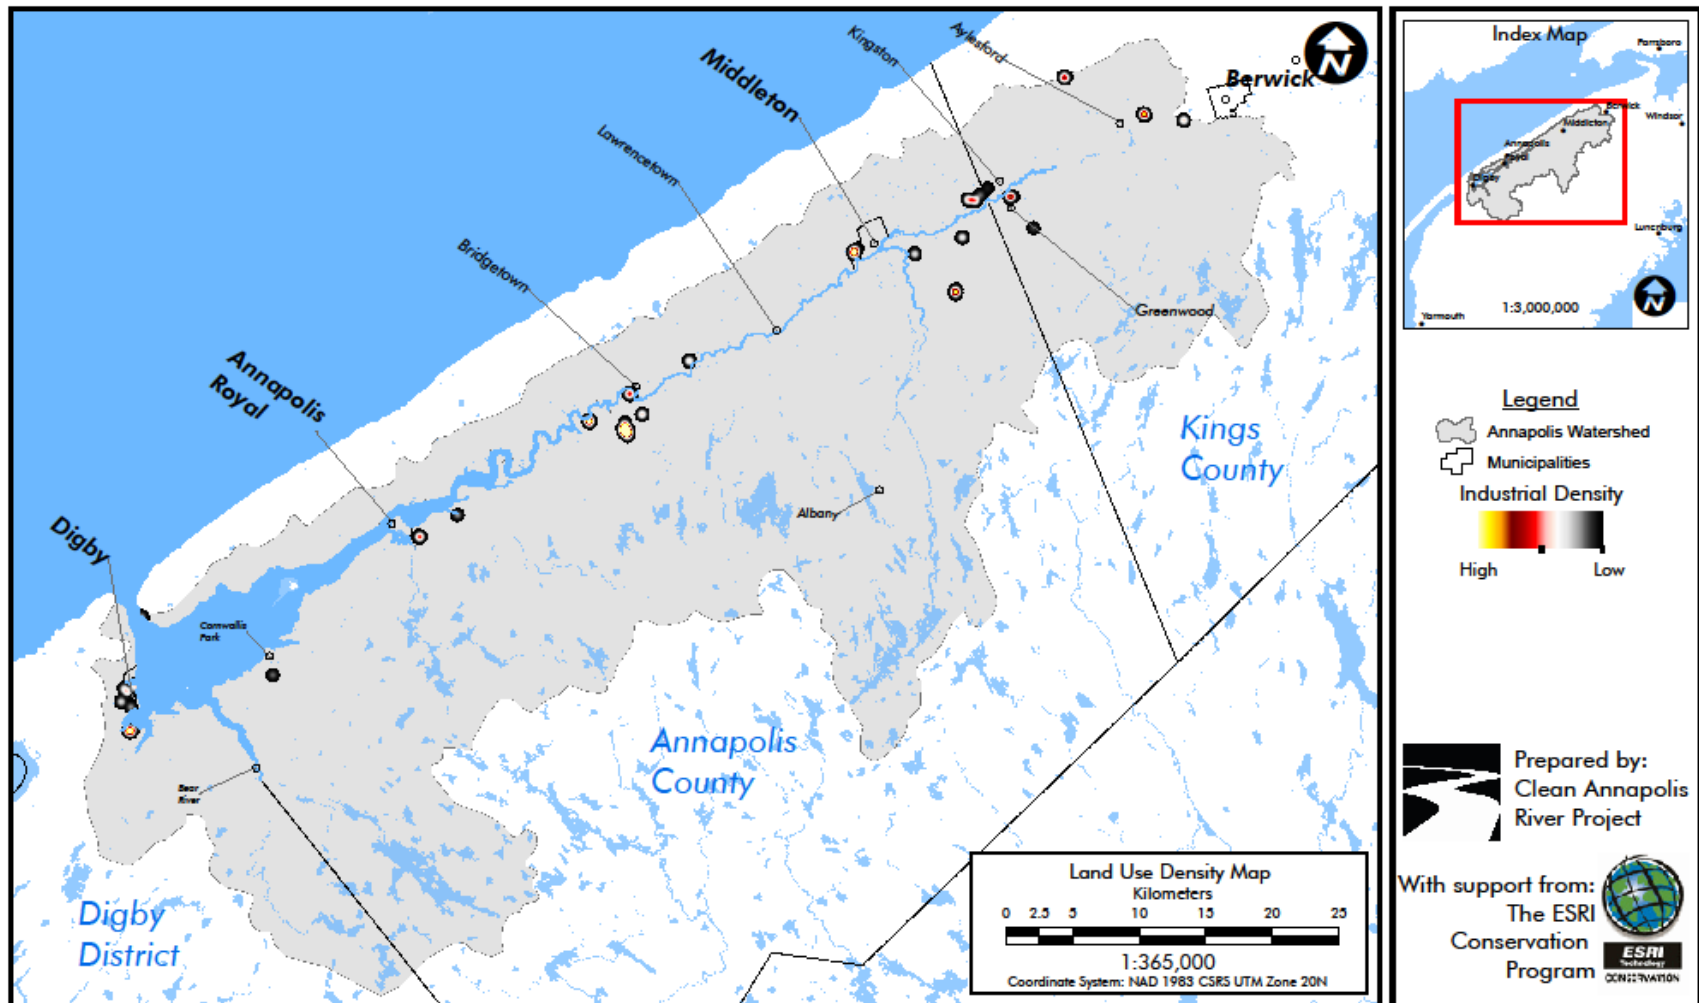 Kingston
Aylesford
Middleton
Berwick
N
Lawrencetown
Bridgetown
Greenwood
Annapolis
Royal
Kings
County
Albany
Digby
Cornwallis
Park
Annapolis
County
Bear
River
Digby
District
Land Use Density Map
Kilometers
0 2.5 5 10 15 20 25
1:365,000
Coordinate System: NAD 1983 CSRS UTM Zone 20N
Index Map
Parrsboro
Berwick
Windsor
Middleton
Annapolis
Royal
Digby
Lunenburg
N
1:3,000,000
Yarmouth
Legend
Annapolis Watershed
Municipalities
Industrial Density
High Low
Prepared by:
Clean Annapolis
River Project
With support from:
The ESRI
Conservation
Program
ESRI
Technology
CONSERVATION